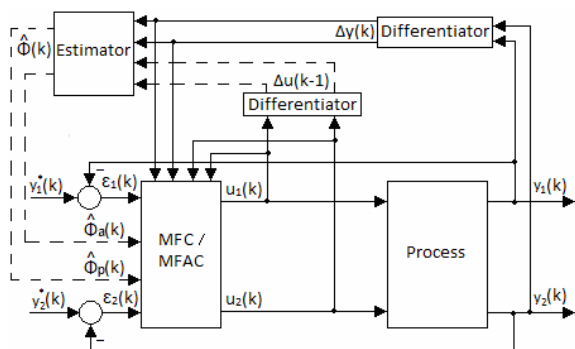 Φ̂(k)
Estimator
Δy(k)
Differentiator
Δu(k-1)
Differentiator
y₁*(k)
−
ε₁(k)
Φ̂a(k)
Φ̂p(k)
y₂*(k)
ε₂(k)
−
MFC /
MFAC
u₁(k)
u₂(k)
Process
y₁(k)
y₂(k)